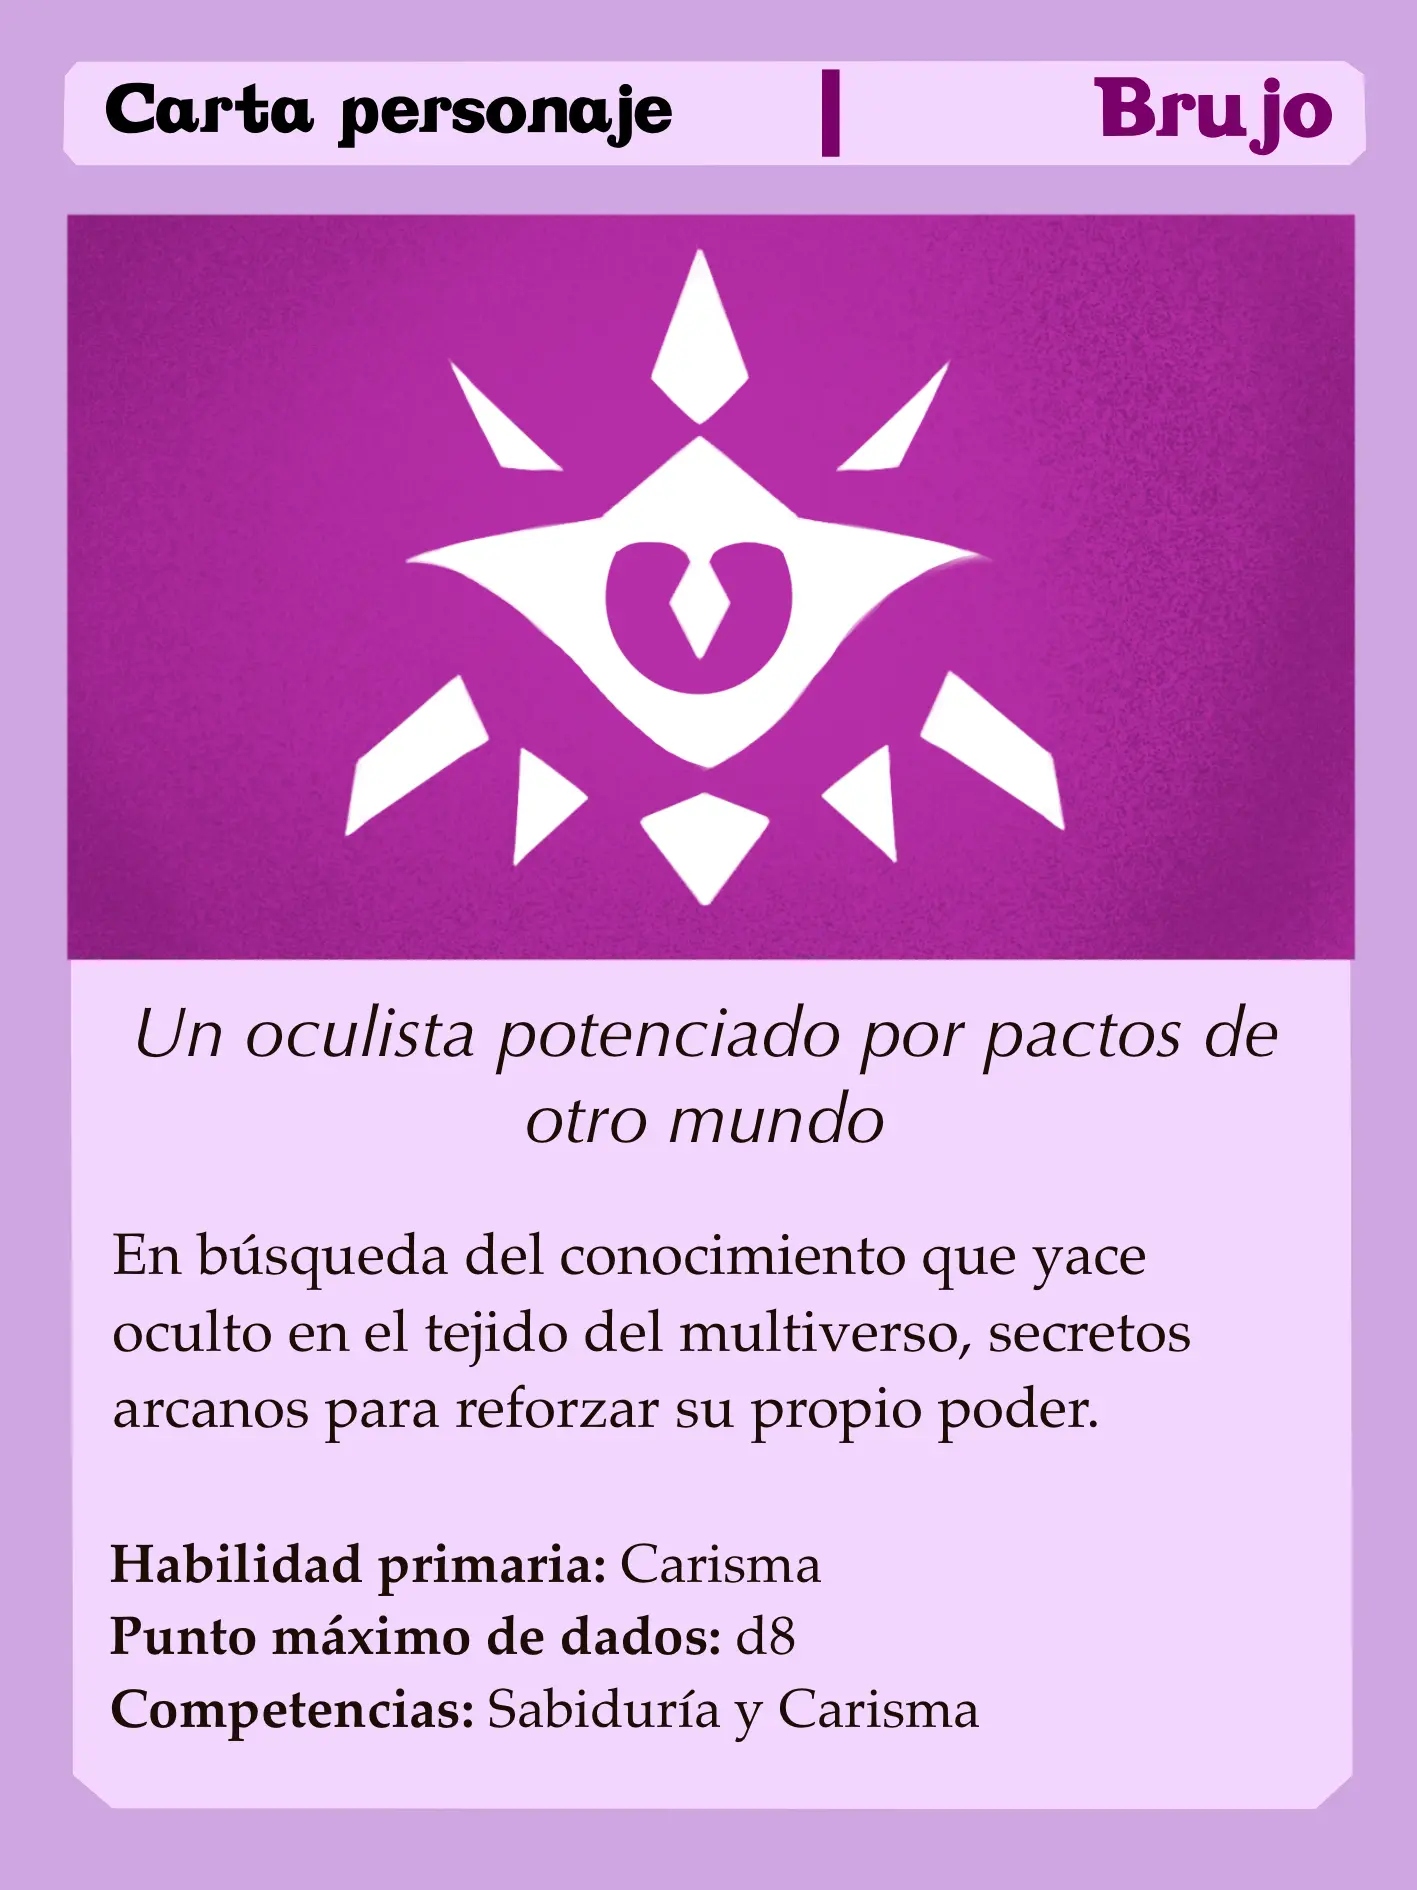 Carta personaje | Brujo
Un oculista potenciado por pactos de
otro mundo
En búsqueda del conocimiento que yace
oculto en el tejido del multiverso, secretos
arcanos para reforzar su propio poder.
Habilidad primaria: Carisma
Punto máximo de dados: d8
Competencias: Sabiduría y Carisma